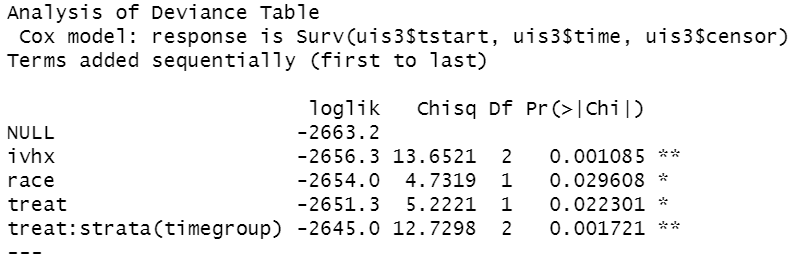 Analysis of Deviance Table
 Cox model: response is Surv(uis3$tstart, uis3$time, uis3$censor)
Terms added sequentially (first to last)

                        loglik   Chisq Df Pr(>|Chi|)
NULL                   -2663.2
ivhx                   -2656.3 13.6521  2   0.001085 **
race                   -2654.0  4.7319  1   0.029608 *
treat                  -2651.3  5.2221  1   0.022301 *
treat:strata(timegroup) -2645.0 12.7298  2   0.001721 **
---